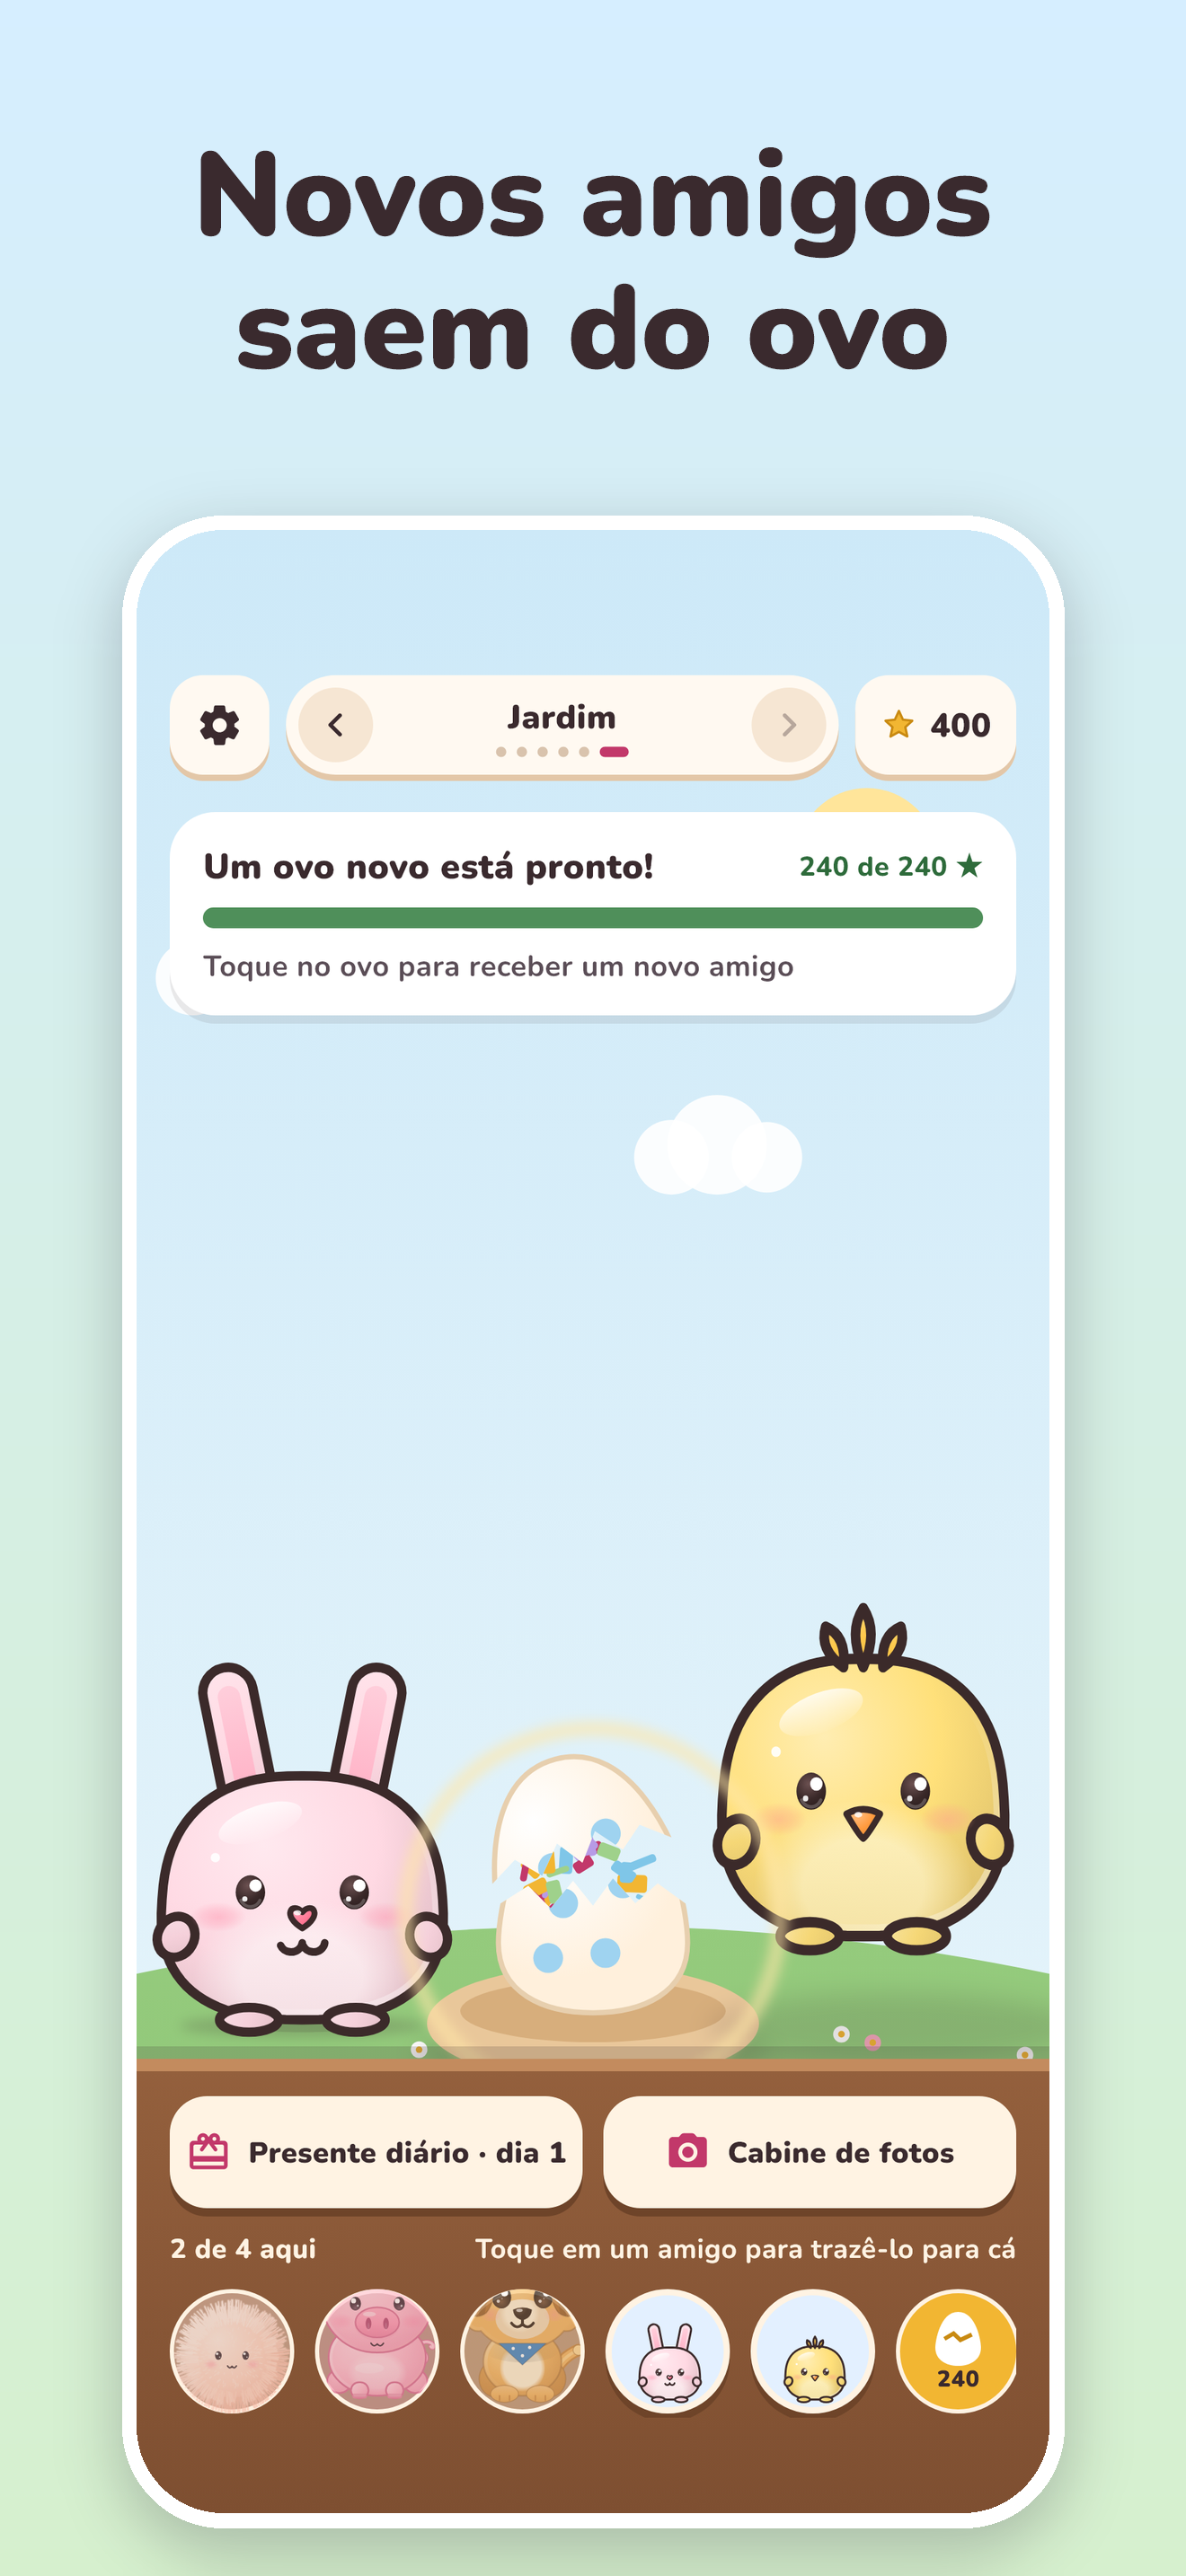 Novos amigos
saem do ovo
Jardim
400
Um ovo novo está pronto!
240 de 240 ★
Toque no ovo para receber um novo amigo
Presente diário · dia 1
Cabine de fotos
2 de 4 aqui
Toque em um amigo para trazê-lo para cá
240